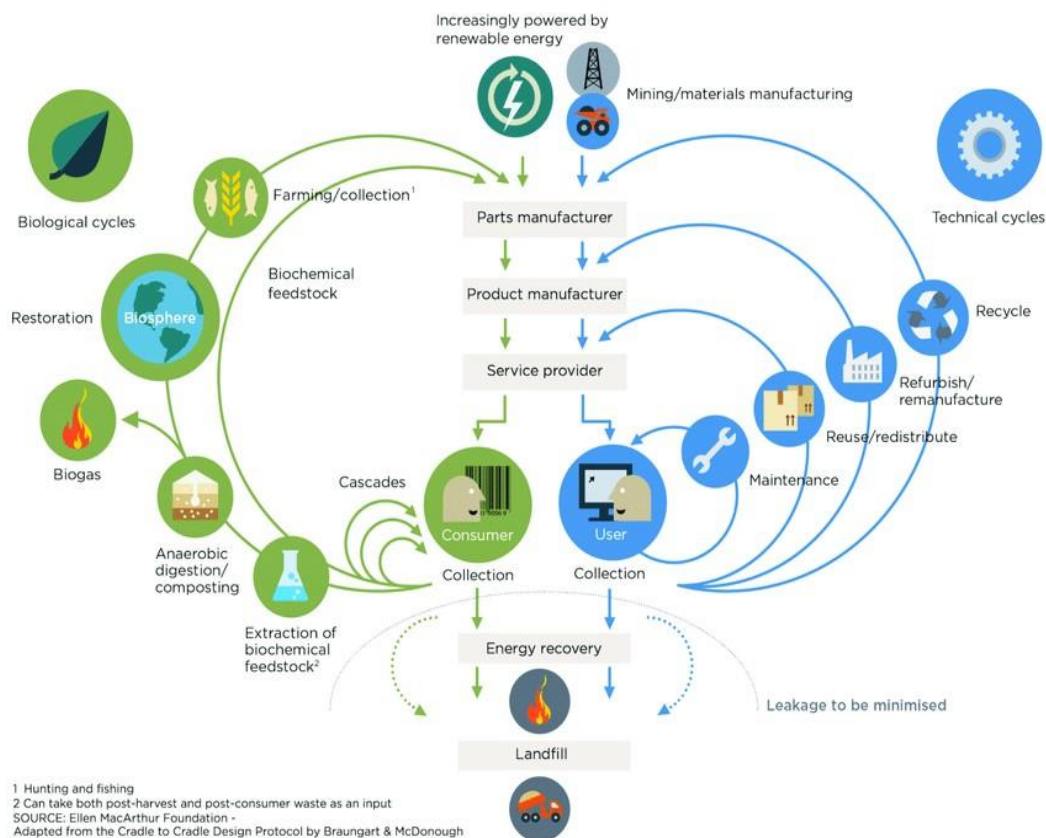 Increasingly powered by
renewable energy
Mining/materials manufacturing
Biological cycles
Technical cycles
Farming/collection¹
Parts manufacturer
Biochemical
feedstock
Product manufacturer
Restoration
Biosphere
Recycle
Service provider
Refurbish/
remanufacture
Reuse/redistribute
Biogas
Cascades
Maintenance
Consumer
User
Anaerobic
digestion/
composting
Collection
Collection
Extraction of
biochemical
feedstock²
Energy recovery
Leakage to be minimised
Landfill
1 Hunting and fishing
2 Can take both post-harvest and post-consumer waste as an input
SOURCE: Ellen MacArthur Foundation -
Adapted from the Cradle to Cradle Design Protocol by Braungart & McDonough